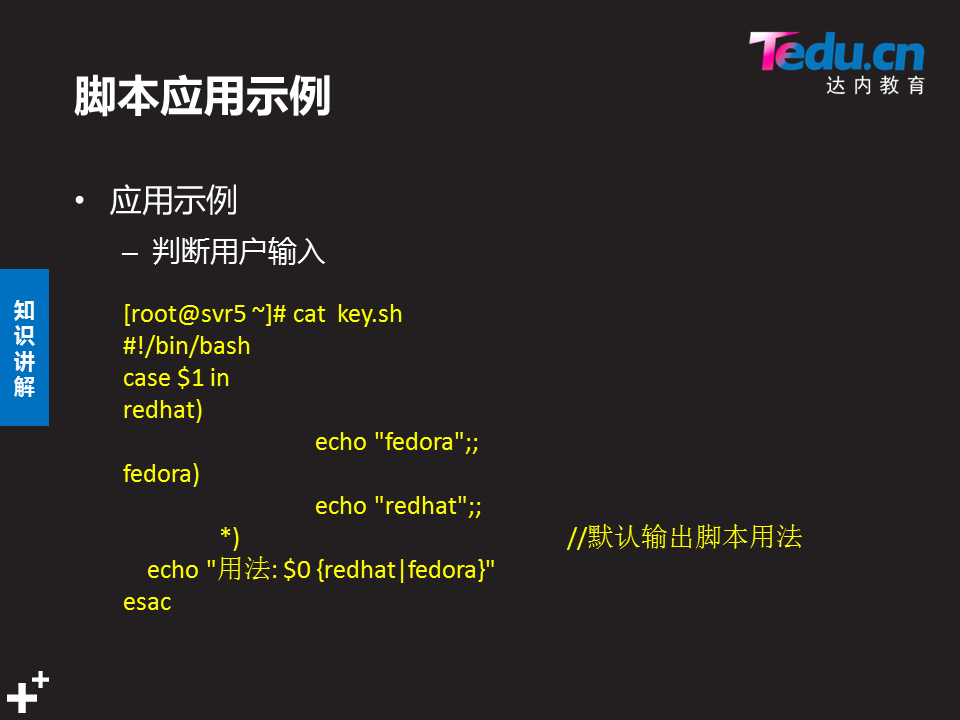 Tedu.cn
达内教育
脚本应用示例
• 应用示例
– 判断用户输入
知识讲解
[root@svr5 ~]# cat key.sh
#!/bin/bash
case $1 in
redhat)
echo "fedora";;
fedora)
echo "redhat";;
*) //默认输出脚本用法
echo "用法: $0 {redhat|fedora}"
esac